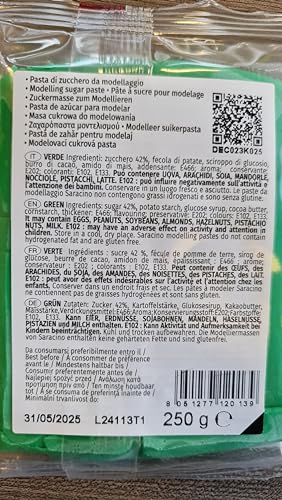 • Pasta di zucchero da modellaggio
• Modelling sugar paste • Pâte à sucre pour modelage
• Zuckermasse zum Modellieren
• Pasta de azúcar para modelar
• Masa cukrowa do modelowania
• Ζαχαρόπαστα μοντελισμού • Modelleer suikerpasta
• Pastă de zahăr pentru modelaj
• Modelovací cukrová pasta
DEC023K025
IT VERDE Ingredienti: zucchero 42%, fecola di patate, sciroppo di glucosio, burro di cacao, amido di mais, addensante: E466; aroma; conservante: E202; coloranti: E102, E133. Può contenere UOVA, ARACHIDI, SOIA, MANDORLE, NOCCIOLE, PISTACCHI, LATTE. E102 : può influire negativamente sull'attività e l'attenzione dei bambini. Conservare in un luogo fresco e asciutto. Le paste da modellaggio Saracino non contengono grassi idrogenati e sono senza glutine.
EN GREEN Ingredients: sugar 42%, potato starch, glucose syrup, cocoa butter, cornstarch, thickener: E466; flavouring; preservative: E202; colours: E102, E133. It may contain EGGS, PEANUTS, SOYBEANS, ALMONDS, HAZELNUTS, PISTACHIO NUTS, MILK. E102 : may have an adverse effect on activity and attention in children. Store in a cool, dry place. Saracino modelling pastes do not contain hydrogenated fat and are gluten free.
FR VERTE Ingrédients : sucre 42 %, fécule de pomme de terre, sirop de glucose, beurre de cacao, amidon de maïs, épaississant : E466 ; arôme ; Conservateur : E202 ; colorants : E102, E133. Peut contenir des ŒUFS, des ARACHIDES, du SOJA, des AMANDES, des NOISETTES, des PISTACHES, du LAIT. E102 : peut avoir des effets indésirables sur l'activité et l'attention chez les enfants. Conserver dans un endroit frais et sec. Les pâtes à modeler Saracino ne contiennent pas de graisses hydrogénées et sont sans gluten.
DE GRÜN Zutaten: Zucker 42%, Kartoffelstärke, Glukosesirup, Kakaobutter, Maisstärke, Verdickungsmittel: E466; Aroma; Konservierungsstoffe: E202; Farbstoffe: E102, E133. Kann EIER, ERDNÜSSE, SOJABOHNEN, MANDELN, HASELNÜSSE, PISTAZIEN und MILCH enthalten. E102 : Kann Aktivität und Aufmerksamkeit bei Kindern beeinträchtigen. Kühl und trocken aufbewahren. Die Modelliermassen von Saracino enthalten keine gehärteten Fette und sind glutenfrei.
Da consumarsi preferibilmente entro il /
Best before / A consommer de préférence
avant le / Mindestens haltbar bis /
Consumir preferentemente antes de /
Najlepiej spożyć przed / Ανάλωση κατά
προτίμηση πριν από / Ten minste houdbaar
tot / A se consuma de preferință înainte de /
Minimální trvanlivost do:
31/05/2025 L24113T1 250 g e
8 051277 120139